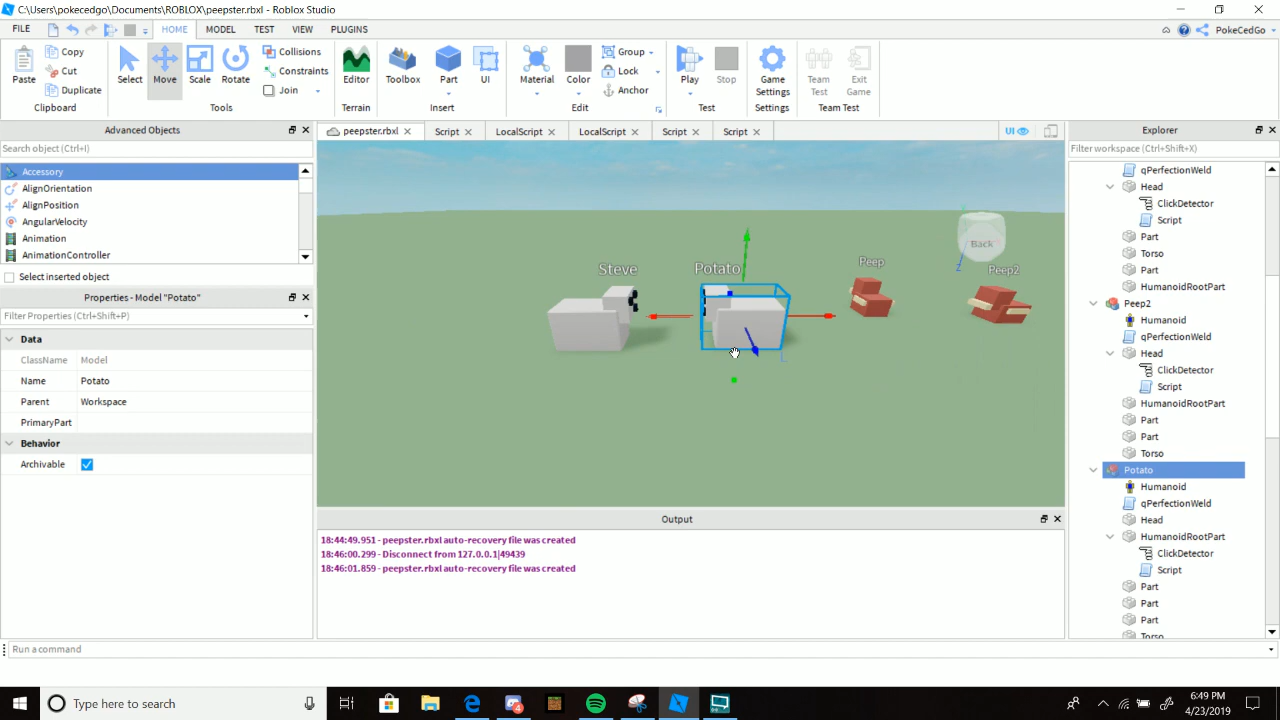 C:\Users\pokecedgo\Documents\ROBLOX\peepster.rbxl - Roblox Studio
FILE HOME MODEL TEST VIEW PLUGINS PokeCedGo
Paste Copy Cut Duplicate Select Move Scale Rotate Collisions Constraints Join Editor Toolbox Part UI Material Color Group Lock Anchor Play Stop Game Settings Team Test Exit Game
Clipboard Tools Terrain Insert Edit Test Settings Team Test
Advanced Objects
Search object (Ctrl+I)
Accessory
AlignOrientation
AlignPosition
AngularVelocity
Animation
AnimationController
Select inserted object
Properties - Model "Potato"
Filter Properties (Ctrl+Shift+P)
Data
ClassName Model
Name Potato
Parent Workspace
PrimaryPart
Behavior
Archivable
peepster.rbxl Script LocalScript LocalScript Script Script UI
Back
Steve Potato Peep Peep2
Output
18:44:49.951 - peepster.rbxl auto-recovery file was created
18:46:00.299 - Disconnect from 127.0.0.1|49439
18:46:01.859 - peepster.rbxl auto-recovery file was created
Explorer
Filter workspace (Ctrl+Shift+X)
qPerfectionWeld
Head
ClickDetector
Script
Part
Torso
Part
HumanoidRootPart
Peep2
Humanoid
qPerfectionWeld
Head
ClickDetector
Script
HumanoidRootPart
Part
Part
Torso
Potato
Humanoid
qPerfectionWeld
Head
HumanoidRootPart
ClickDetector
Script
Part
Part
Part
Torso
Run a command
Type here to search
6:49 PM
4/23/2019